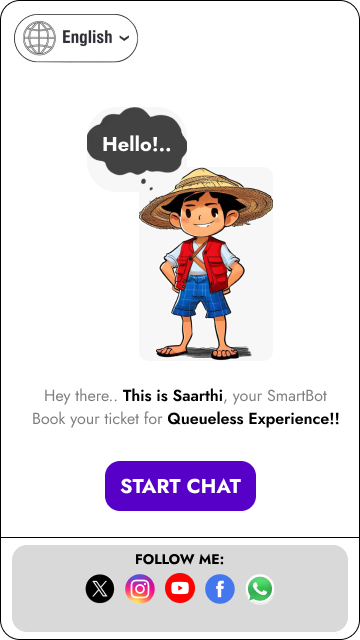 English
Hello!..
Hey there.. This is Saarthi, your SmartBot
Book your ticket for Queueless Experience!!
START CHAT
FOLLOW ME: